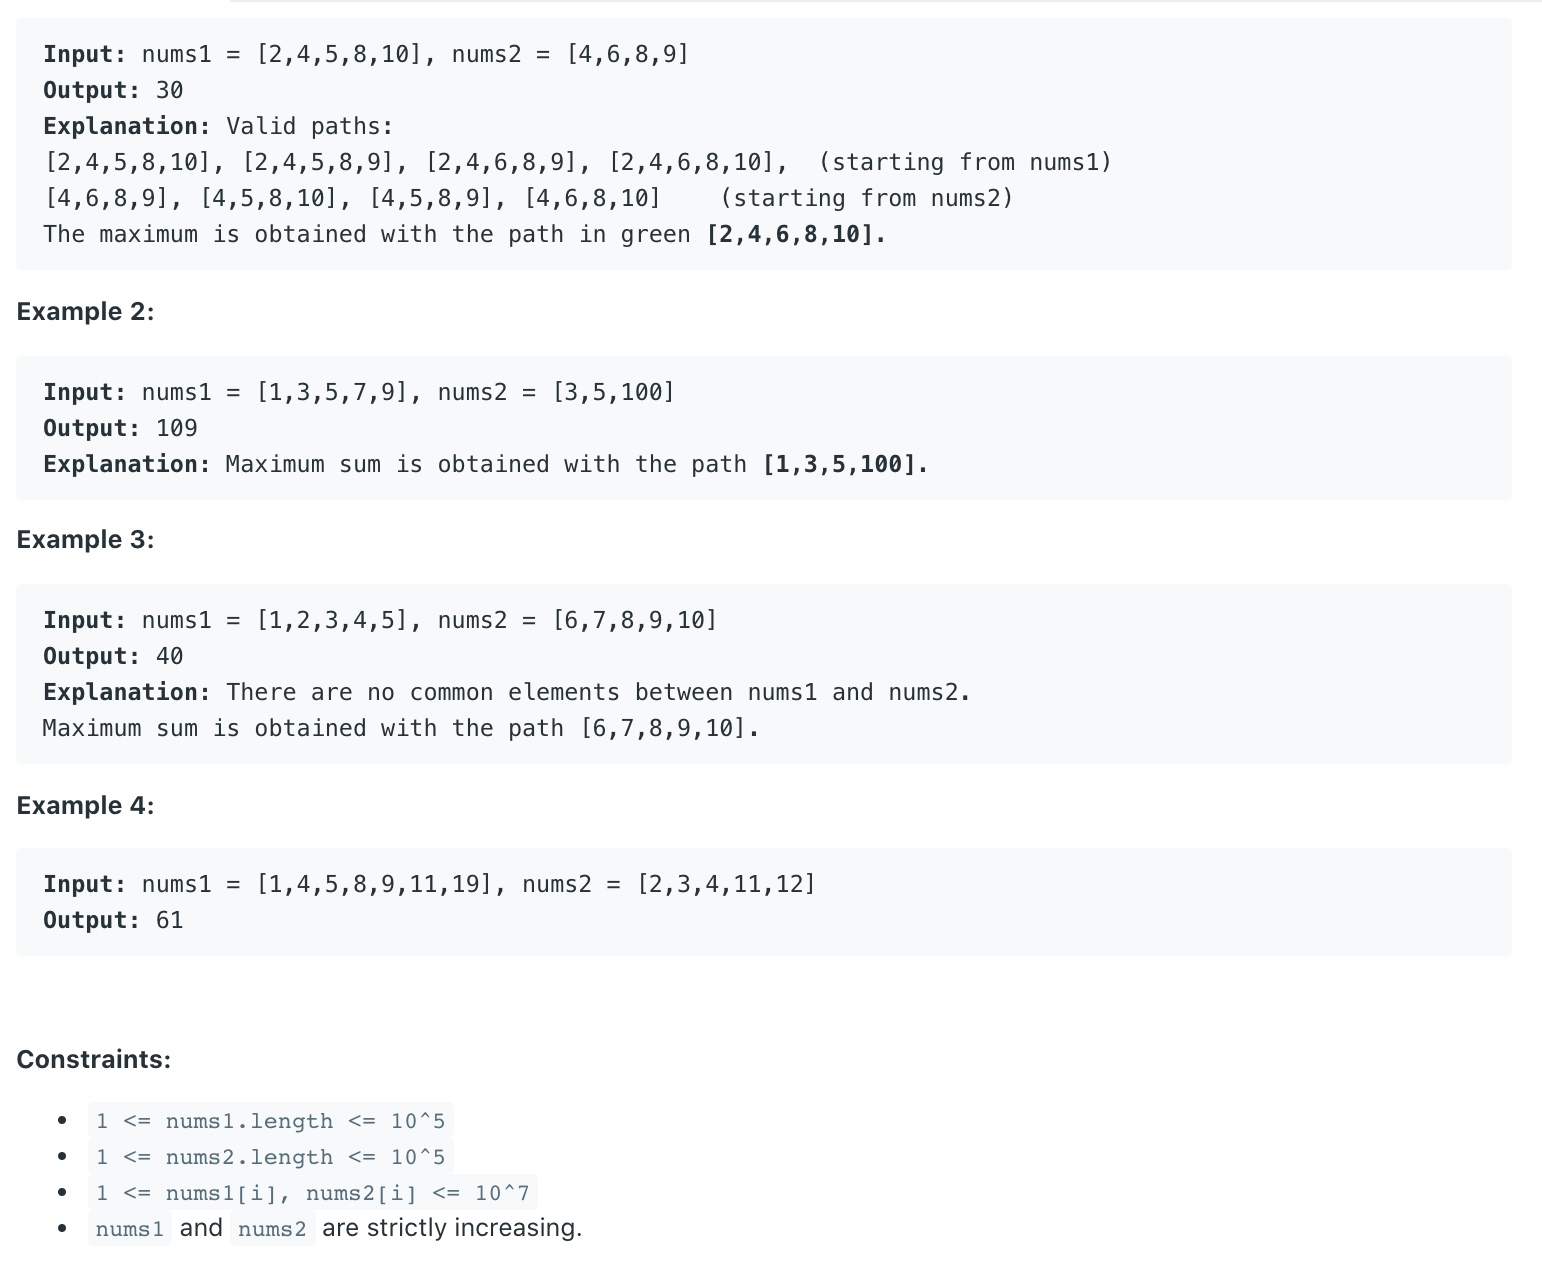 Input: nums1 = [2,4,5,8,10], nums2 = [4,6,8,9]
Output: 30
Explanation: Valid paths:
[2,4,5,8,10], [2,4,5,8,9], [2,4,6,8,9], [2,4,6,8,10],  (starting from nums1)
[4,6,8,9], [4,5,8,10], [4,5,8,9], [4,6,8,10]    (starting from nums2)
The maximum is obtained with the path in green [2,4,6,8,10].
Example 2:
Input: nums1 = [1,3,5,7,9], nums2 = [3,5,100]
Output: 109
Explanation: Maximum sum is obtained with the path [1,3,5,100].
Example 3:
Input: nums1 = [1,2,3,4,5], nums2 = [6,7,8,9,10]
Output: 40
Explanation: There are no common elements between nums1 and nums2.
Maximum sum is obtained with the path [6,7,8,9,10].
Example 4:
Input: nums1 = [1,4,5,8,9,11,19], nums2 = [2,3,4,11,12]
Output: 61
Constraints:
• 1 <= nums1.length <= 10^5
• 1 <= nums2.length <= 10^5
• 1 <= nums1[i], nums2[i] <= 10^7
• nums1 and nums2 are strictly increasing.